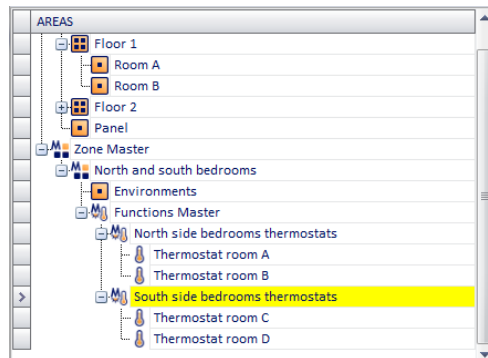 AREAS
Floor 1
Room A
Room B
Floor 2
Panel
Zone Master
North and south bedrooms
Environments
Functions Master
North side bedrooms thermostats
Thermostat room A
Thermostat room B
South side bedrooms thermostats
Thermostat room C
Thermostat room D